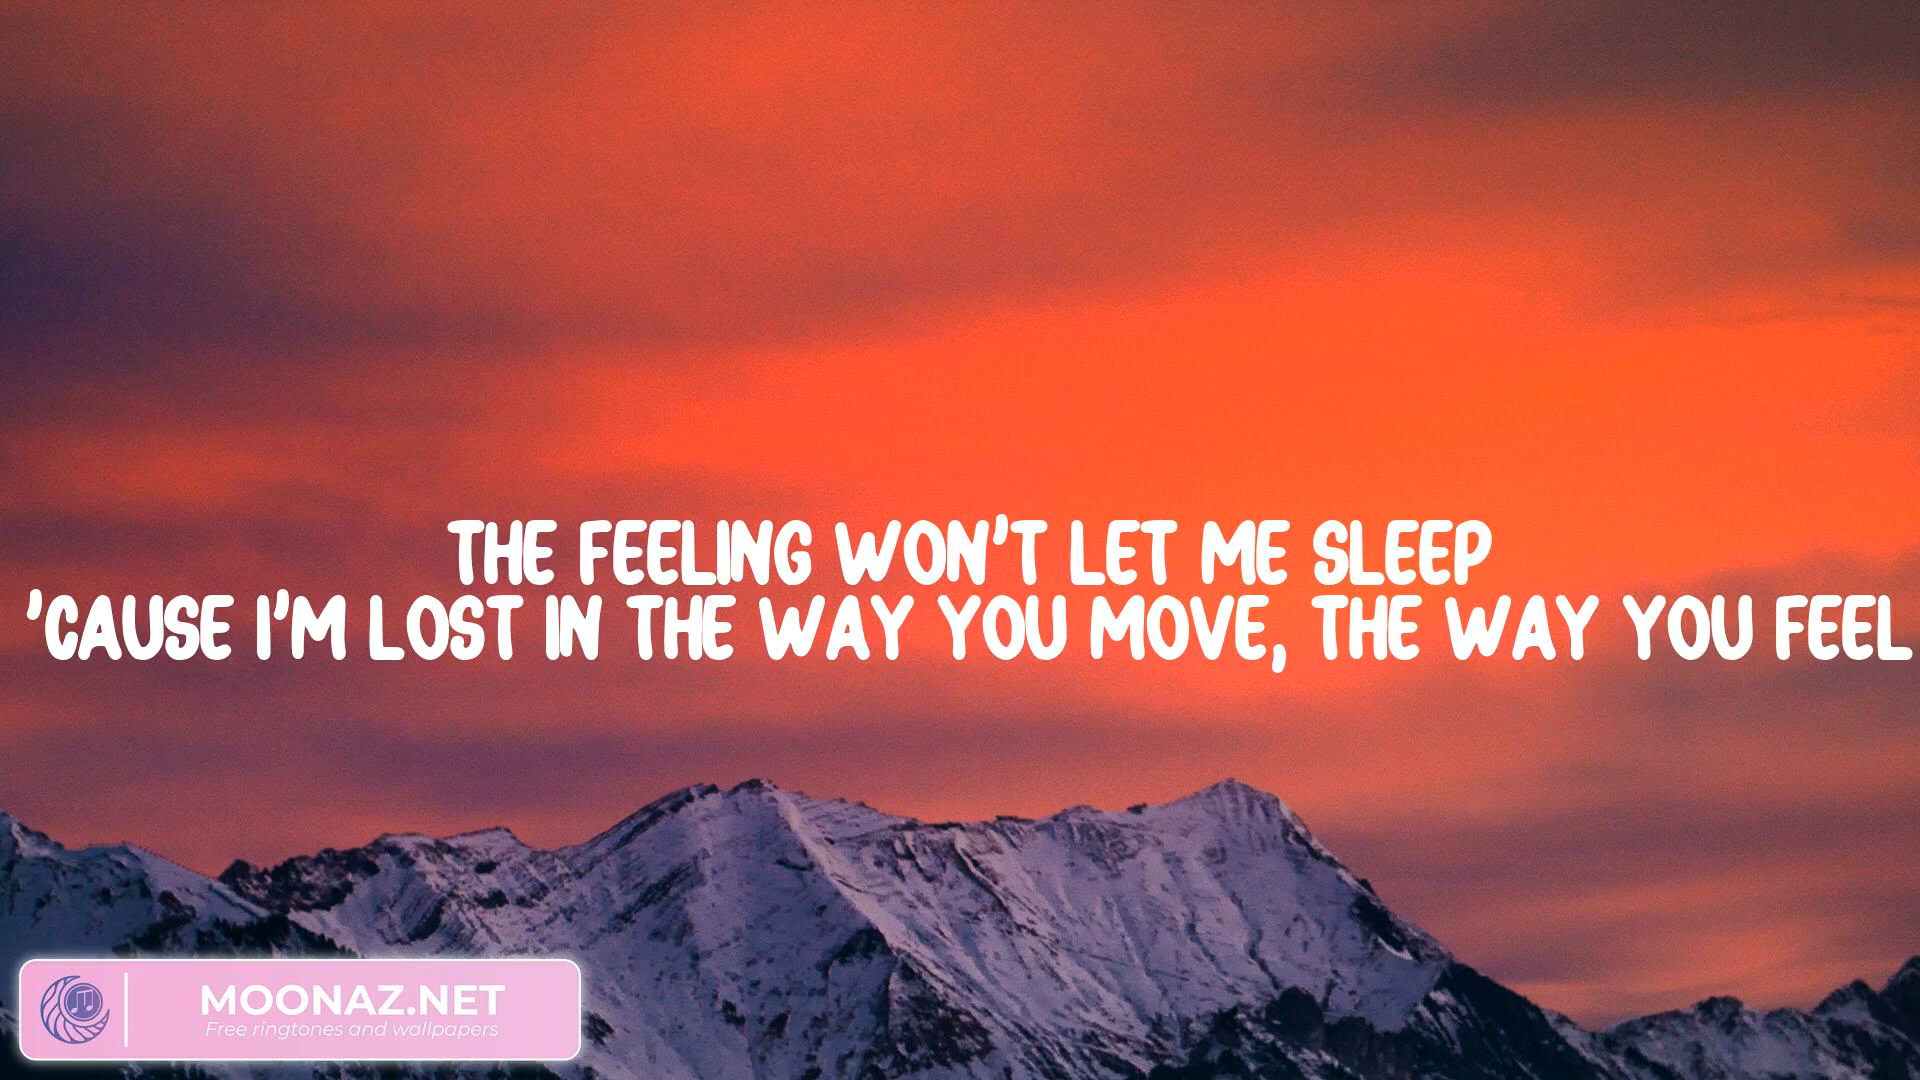 THE FEELING WON'T LET ME SLEEP
'CAUSE I'M LOST IN THE WAY YOU MOVE, THE WAY YOU FEEL
MOONAZ.NET
Free ringtones and wallpapers